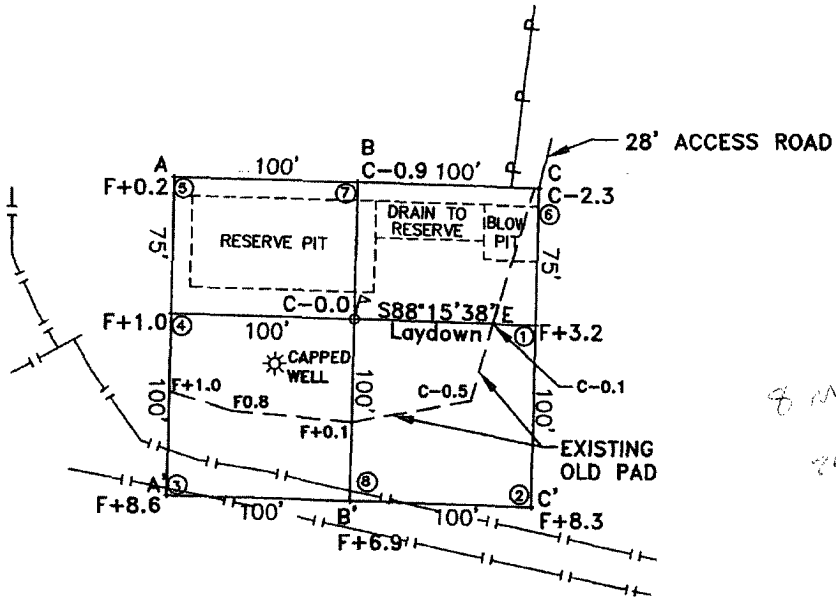 28' ACCESS ROAD
B
A 100' C-0.9 100' C
F+0.2 C-2.3
5 7 6
DRAIN TO
RESERVE
BLOW
PIT
RESERVE PIT
75' 75'
C-0.0 S88°15'38"E
F+1.0 F+3.2
4 100' Laydown 1
CAPPED
WELL
C-0.1
F+1.0 F0.8 C-0.5
100' F+0.1 100' 100'
EXISTING
OLD PAD
A' 3 8 2 C'
F+8.6 100' B' 100' F+8.3
F+6.9
8